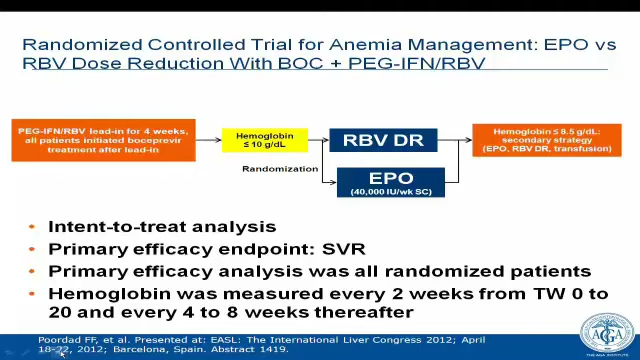 Randomized Controlled Trial for Anemia Management: EPO vs
RBV Dose Reduction With BOC + PEG-IFN/RBV
PEG-IFN/RBV lead-in for 4 weeks,
all patients initiated boceprevir
treatment after lead-in
Hemoglobin
≤ 10 g/dL
Randomization
RBV DR
EPO
(40,000 IU/wk SC)
Hemoglobin ≤ 8.5 g/dL:
secondary strategy
(EPO, RBV DR, transfusion)
• Intent-to-treat analysis
• Primary efficacy endpoint: SVR
• Primary efficacy analysis was all randomized patients
• Hemoglobin was measured every 2 weeks from TW 0 to
20 and every 4 to 8 weeks thereafter
Poordad FF, et al. Presented at: EASL: The International Liver Congress 2012; April
18-22, 2012; Barcelona, Spain. Abstract 1419.
AGA
THE AGA INSTITUTE